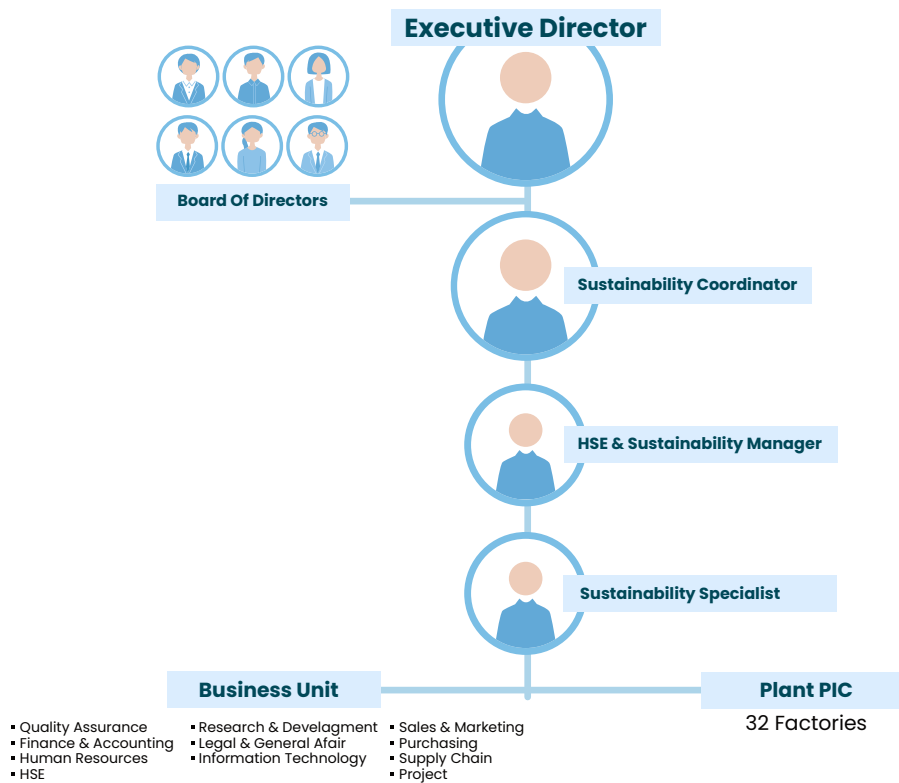 Executive Director
Board Of Directors
Sustainability Coordinator
HSE & Sustainability Manager
Sustainability Specialist
Business Unit
▪ Quality Assurance
▪ Finance & Accounting
▪ Human Resources
▪ HSE
▪ Research & Develagment
▪ Legal & General Afair
▪ Information Technology
▪ Sales & Marketing
▪ Purchasing
▪ Supply Chain
▪ Project
Plant PIC
32 Factories